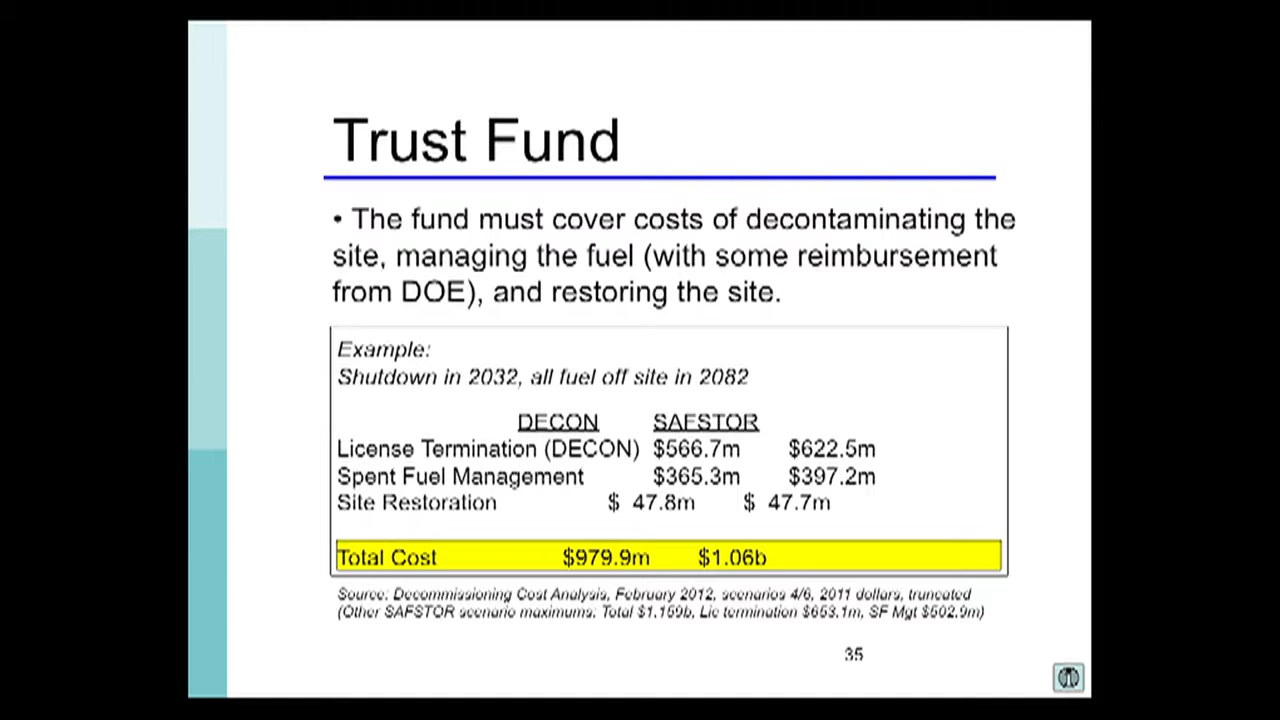 Trust Fund
• The fund must cover costs of decontaminating the
site, managing the fuel (with some reimbursement
from DOE), and restoring the site.
Example:
Shutdown in 2032, all fuel off site in 2082
DECON SAFSTOR
License Termination (DECON) $566.7m $622.5m
Spent Fuel Management $365.3m $397.2m
Site Restoration $ 47.8m $ 47.7m
Total Cost $979.9m $1.06b
Source: Decommissioning Cost Analysis, February 2012, scenarios 4/6, 2011 dollars, truncated
(Other SAFSTOR scenario maximums: Total $1.159b, Lic termination $653.1m, SF Mgt $502.9m)
35